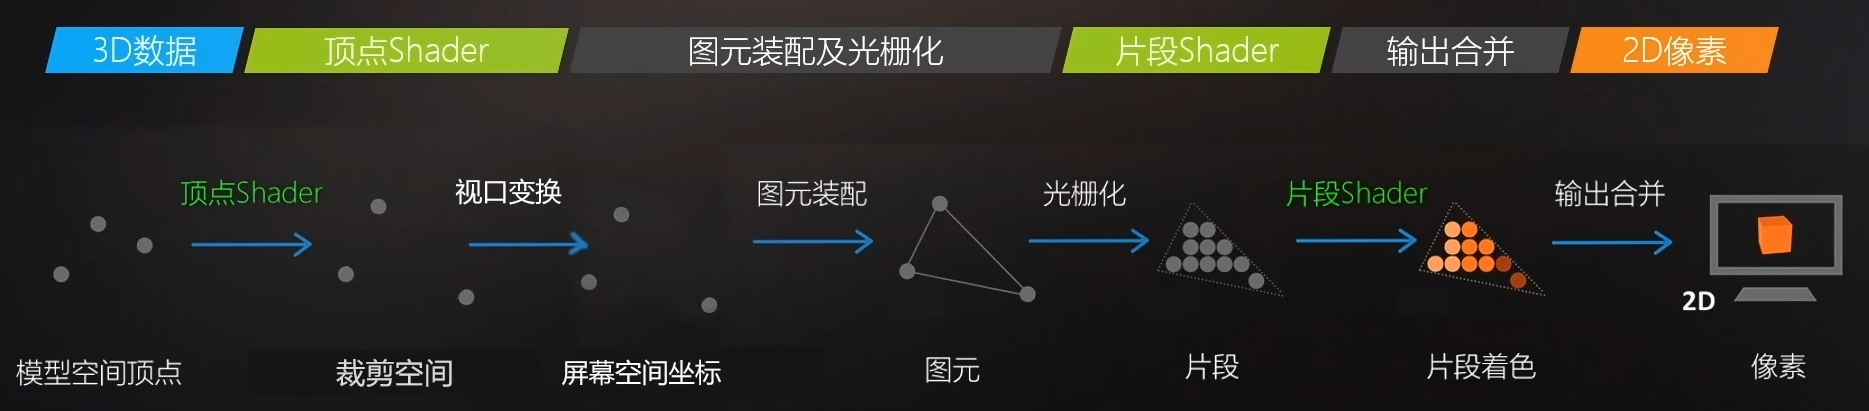 3D数据 顶点Shader 图元装配及光栅化 片段Shader 输出合并 2D像素
顶点Shader 视口变换 图元装配 光栅化 片段Shader 输出合并
2D
模型空间顶点 裁剪空间 屏幕空间坐标 图元 片段 片段着色 像素